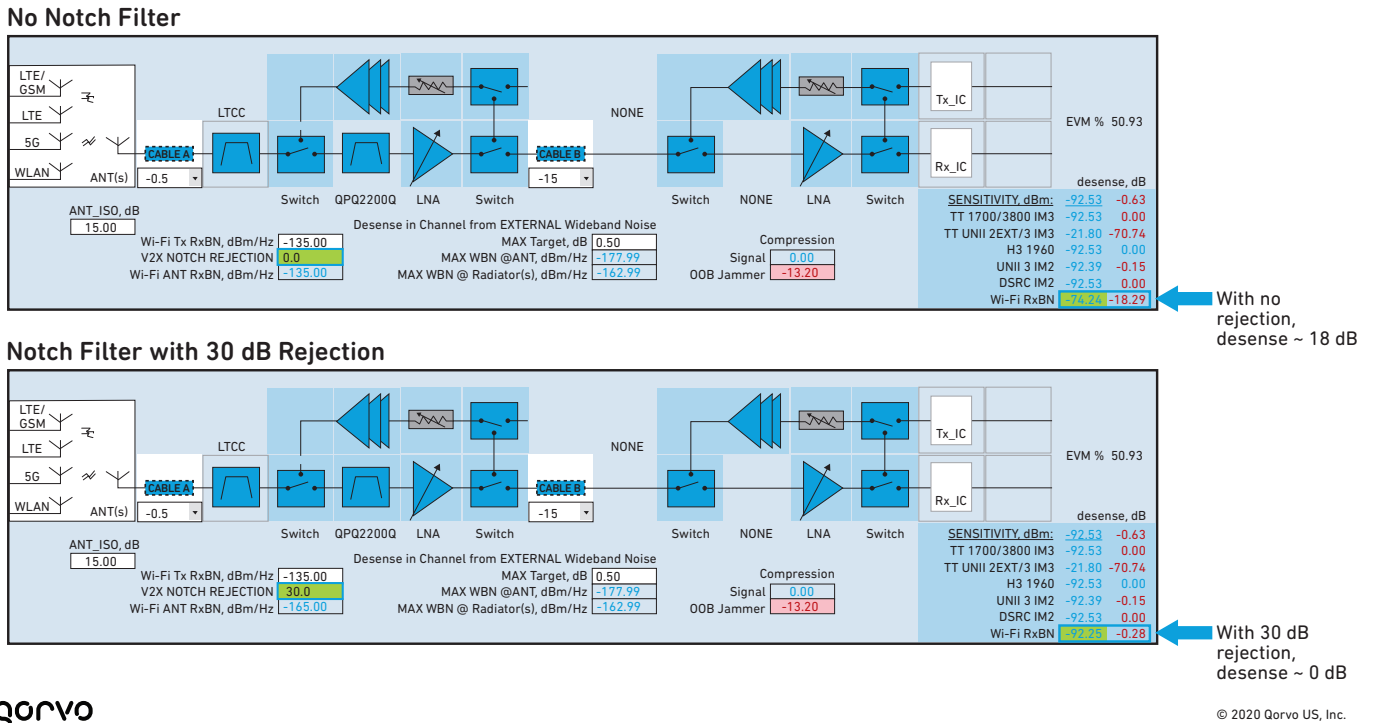 No Notch Filter
LTE/
GSM
LTE
5G
WLAN
ANT(s)
CABLE A
-0.5
LTCC
Switch QPQ2200Q LNA Switch
CABLE B
-15
NONE
Switch NONE LNA Switch
Tx_IC
Rx_IC
EVM % 50.93
desense, dB
ANT_ISO, dB
15.00
Wi-Fi Tx RxBN, dBm/Hz -135.00
V2X NOTCH REJECTION 0.0
Wi-Fi ANT RxBN, dBm/Hz -135.00
Desense in Channel from EXTERNAL Wideband Noise
MAX Target, dB 0.50
MAX WBN @ANT, dBm/Hz -177.99
MAX WBN @ Radiator(s), dBm/Hz -162.99
Compression
Signal 0.00
OOB Jammer -13.20
SENSITIVITY, dBm: -92.53 -0.63
TT 1700/3800 IM3 -92.53 0.00
TT UNII 2EXT/3 IM3 -21.80 -70.74
H3 1960 -92.53 0.00
UNII 3 IM2 -92.39 -0.15
DSRC IM2 -92.53 0.00
Wi-Fi RxBN -74.24 -18.29
With no
rejection,
desense ~ 18 dB
Notch Filter with 30 dB Rejection
LTE/
GSM
LTE
5G
WLAN
ANT(s)
CABLE A
-0.5
LTCC
Switch QPQ2200Q LNA Switch
CABLE B
-15
NONE
Switch NONE LNA Switch
Tx_IC
Rx_IC
EVM % 50.93
desense, dB
ANT_ISO, dB
15.00
Wi-Fi Tx RxBN, dBm/Hz -135.00
V2X NOTCH REJECTION 30.0
Wi-Fi ANT RxBN, dBm/Hz -165.00
Desense in Channel from EXTERNAL Wideband Noise
MAX Target, dB 0.50
MAX WBN @ANT, dBm/Hz -177.99
MAX WBN @ Radiator(s), dBm/Hz -162.99
Compression
Signal 0.00
OOB Jammer -13.20
SENSITIVITY, dBm: -92.53 -0.63
TT 1700/3800 IM3 -92.53 0.00
TT UNII 2EXT/3 IM3 -21.80 -70.74
H3 1960 -92.53 0.00
UNII 3 IM2 -92.39 -0.15
DSRC IM2 -92.53 0.00
Wi-Fi RxBN -92.25 -0.28
With 30 dB
rejection,
desense ~ 0 dB
QORVO
© 2020 Qorvo US, Inc.